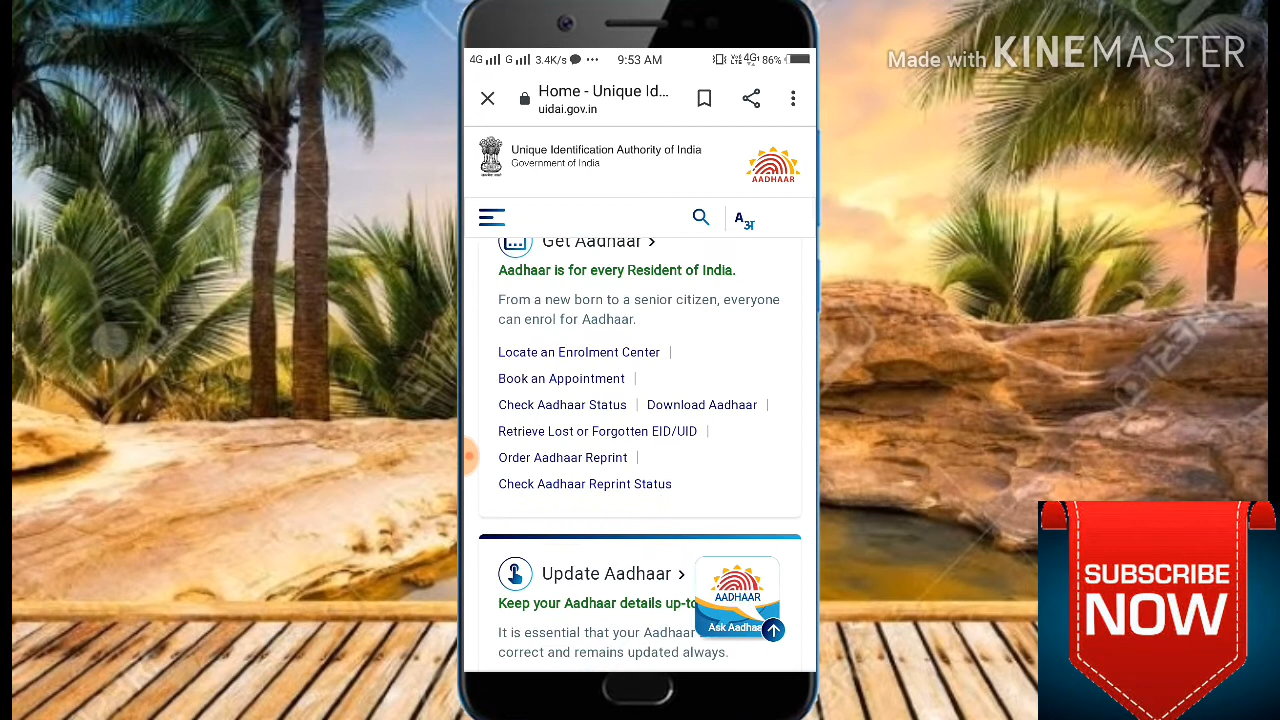 Made with KINEMASTER
4G G 3.4K/s 9:53 AM 4G+ 86%
Home - Unique Id...
uidai.gov.in
Unique Identification Authority of India
Government of India
AADHAAR
A अ
Get Aadhaar >
Aadhaar is for every Resident of India.
From a new born to a senior citizen, everyone
can enrol for Aadhaar.
Locate an Enrolment Center |
Book an Appointment |
Check Aadhaar Status | Download Aadhaar |
Retrieve Lost or Forgotten EID/UID |
Order Aadhaar Reprint |
Check Aadhaar Reprint Status
Update Aadhaar >
Keep your Aadhaar details up-to
It is essential that your Aadhaar
correct and remains updated always.
AADHAAR
Ask Aadhaa
SUBSCRIBE
NOW